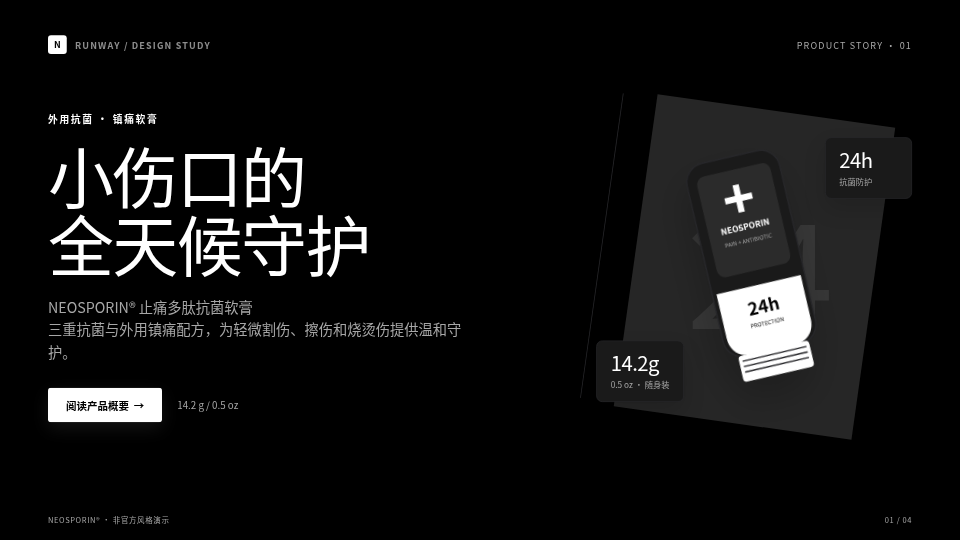 N
RUNWAY / DESIGN STUDY
PRODUCT STORY • 01
外用抗菌 • 镇痛软膏
小伤口的
全天候守护
NEOSPORIN® 止痛多肽抗菌软膏
三重抗菌与外用镇痛配方，为轻微割伤、擦伤和烧烫伤提供温和守
护。
阅读产品概要 →
14.2 g / 0.5 oz
24h
抗菌防护
NEOSPORIN
PAIN + ANTIBIOTIC
24
24h
PROTECTION
14.2g
0.5 oz • 随身装
NEOSPORIN® • 非官方风格演示
01 / 04